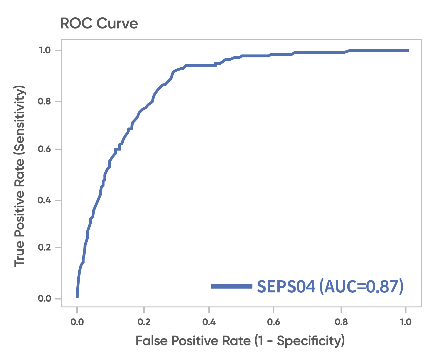 ROC Curve
1.0
0.8
0.6
0.4
0.2
0.0
True Positive Rate (Sensitivity)
SEPS04 (AUC=0.87)
0.0 0.2 0.4 0.6 0.8 1.0
False Positive Rate (1 - Specificity)